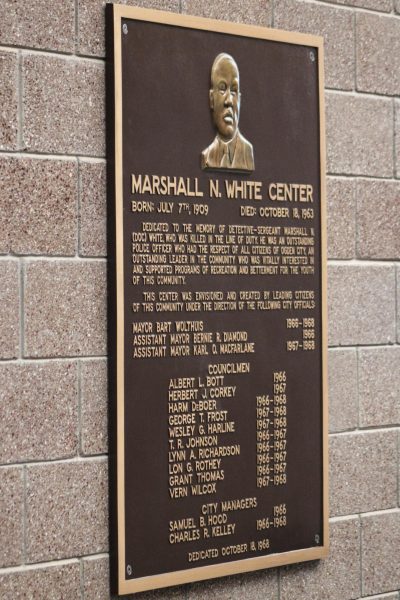 MARSHALL N. WHITE CENTER
BORN: JULY 7TH, 1909 DIED: OCTOBER 18, 1963
DEDICATED TO THE MEMORY OF DETECTIVE-SERGEANT MARSHALL N.
(DOC) WHITE, WHO WAS KILLED IN THE LINE OF DUTY. HE WAS AN OUTSTANDING
POLICE OFFICER WHO HAD THE RESPECT OF ALL CITIZENS OF OGDEN CITY, AN
OUTSTANDING LEADER IN THE COMMUNITY WHO WAS VITALLY INTERESTED IN
AND SUPPORTED PROGRAMS OF RECREATION AND BETTERMENT FOR THE YOUTH
OF THIS COMMUNITY.
THIS CENTER WAS ENVISIONED AND CREATED BY LEADING CITIZENS
OF THIS COMMUNITY UNDER THE DIRECTION OF THE FOLLOWING CITY OFFICIALS
MAYOR BART WOLTHUIS 1966-1968
ASSISTANT MAYOR BERNIE R. DIAMOND 1966
ASSISTANT MAYOR KARL O. MACFARLANE 1967-1968
COUNCILMEN
ALBERT L. BOTT 1966
HERBERT J. CORKEY 1967
HARM DEBOER 1966-1968
GEORGE T. FROST 1967-1968
WESLEY G. HARLINE 1966-1967
T. R. JOHNSON 1967-1968
LYNN A. RICHARDSON 1966-1967
LON G. ROTHEY 1966-1967
GRANT THOMAS 1966-1967
VERN WILCOX 1967-1968
CITY MANAGERS
SAMUEL B. HOOD 1966
CHARLES R. KELLEY 1966-1968
DEDICATED OCTOBER 18, 1968